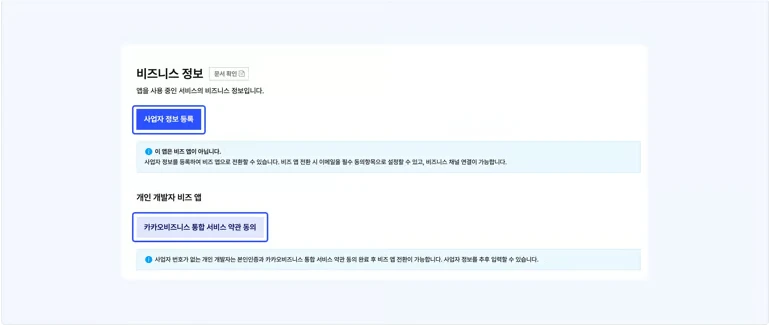 비즈니스 정보 문서 확인
앱을 사용 중인 서비스의 비즈니스 정보입니다.
사업자 정보 등록
이 앱은 비즈 앱이 아닙니다.
사업자 정보를 등록하여 비즈 앱으로 전환할 수 있습니다. 비즈 앱 전환 시 이메일을 필수 동의항목으로 설정할 수 있고, 비즈니스 채널 연결이 가능합니다.
개인 개발자 비즈 앱
카카오비즈니스 통합 서비스 약관 동의
사업자 번호가 없는 개인 개발자는 본인인증과 카카오비즈니스 통합 서비스 약관 동의 완료 후 비즈 앱 전환이 가능합니다. 사업자 정보를 추후 입력할 수 있습니다.